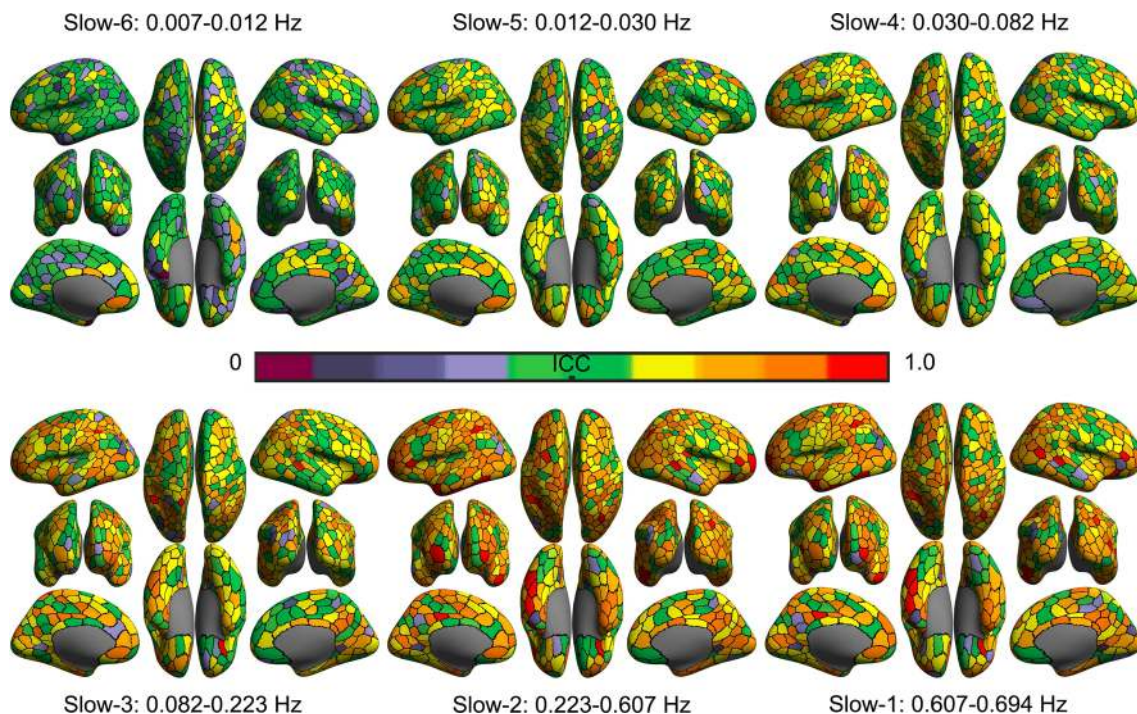 Slow-6: 0.007-0.012 Hz
Slow-5: 0.012-0.030 Hz
Slow-4: 0.030-0.082 Hz
0
ICC
1.0
Slow-3: 0.082-0.223 Hz
Slow-2: 0.223-0.607 Hz
Slow-1: 0.607-0.694 Hz